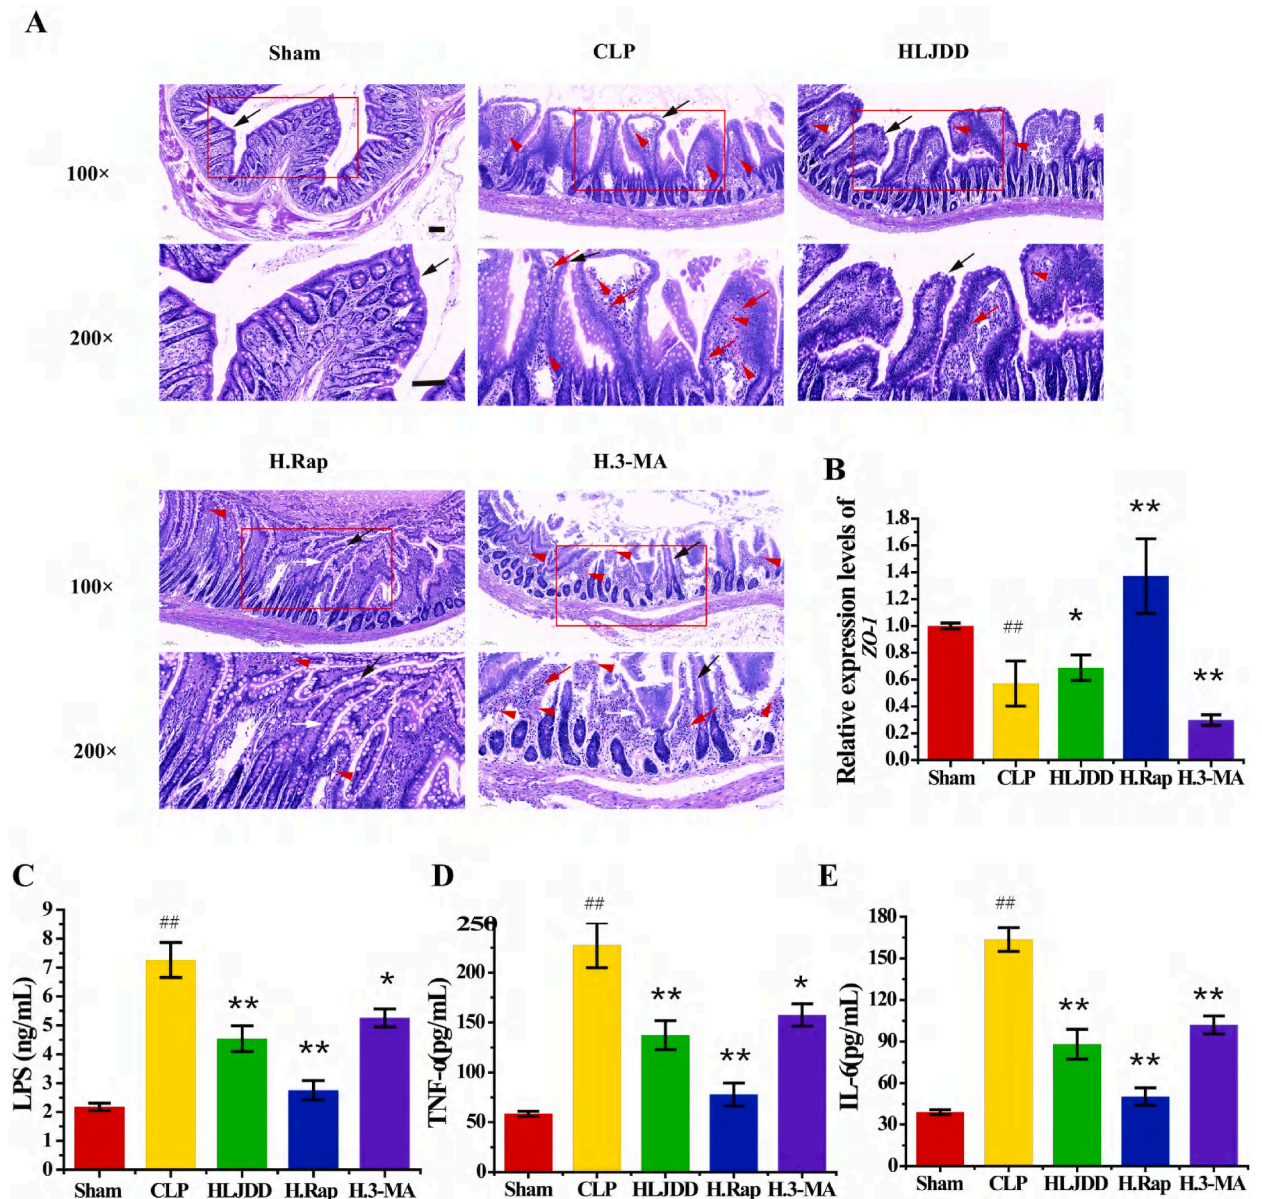 A
Sham CLP HLJDD
100×
200×
H.Rap H.3-MA
100×
200×
B
Relative expression levels of
ZO-1
1.8
1.6
1.4
1.2
1.0
0.8
0.6
0.4
0.2
0.0
## * ** **
Sham CLP HLJDD H.Rap H.3-MA
C
LPS (ng/mL)
9
8
7
6
5
4
3
2
1
0
## ** ** *
Sham CLP HLJDD H.Rap H.3-MA
D
TNF-α(pg/mL)
250
200
150
100
50
0
## ** ** *
Sham CLP HLJDD H.Rap H.3-MA
E
IL-6(pg/mL)
180
150
120
90
60
30
0
## ** ** **
Sham CLP HLJDD H.Rap H.3-MA